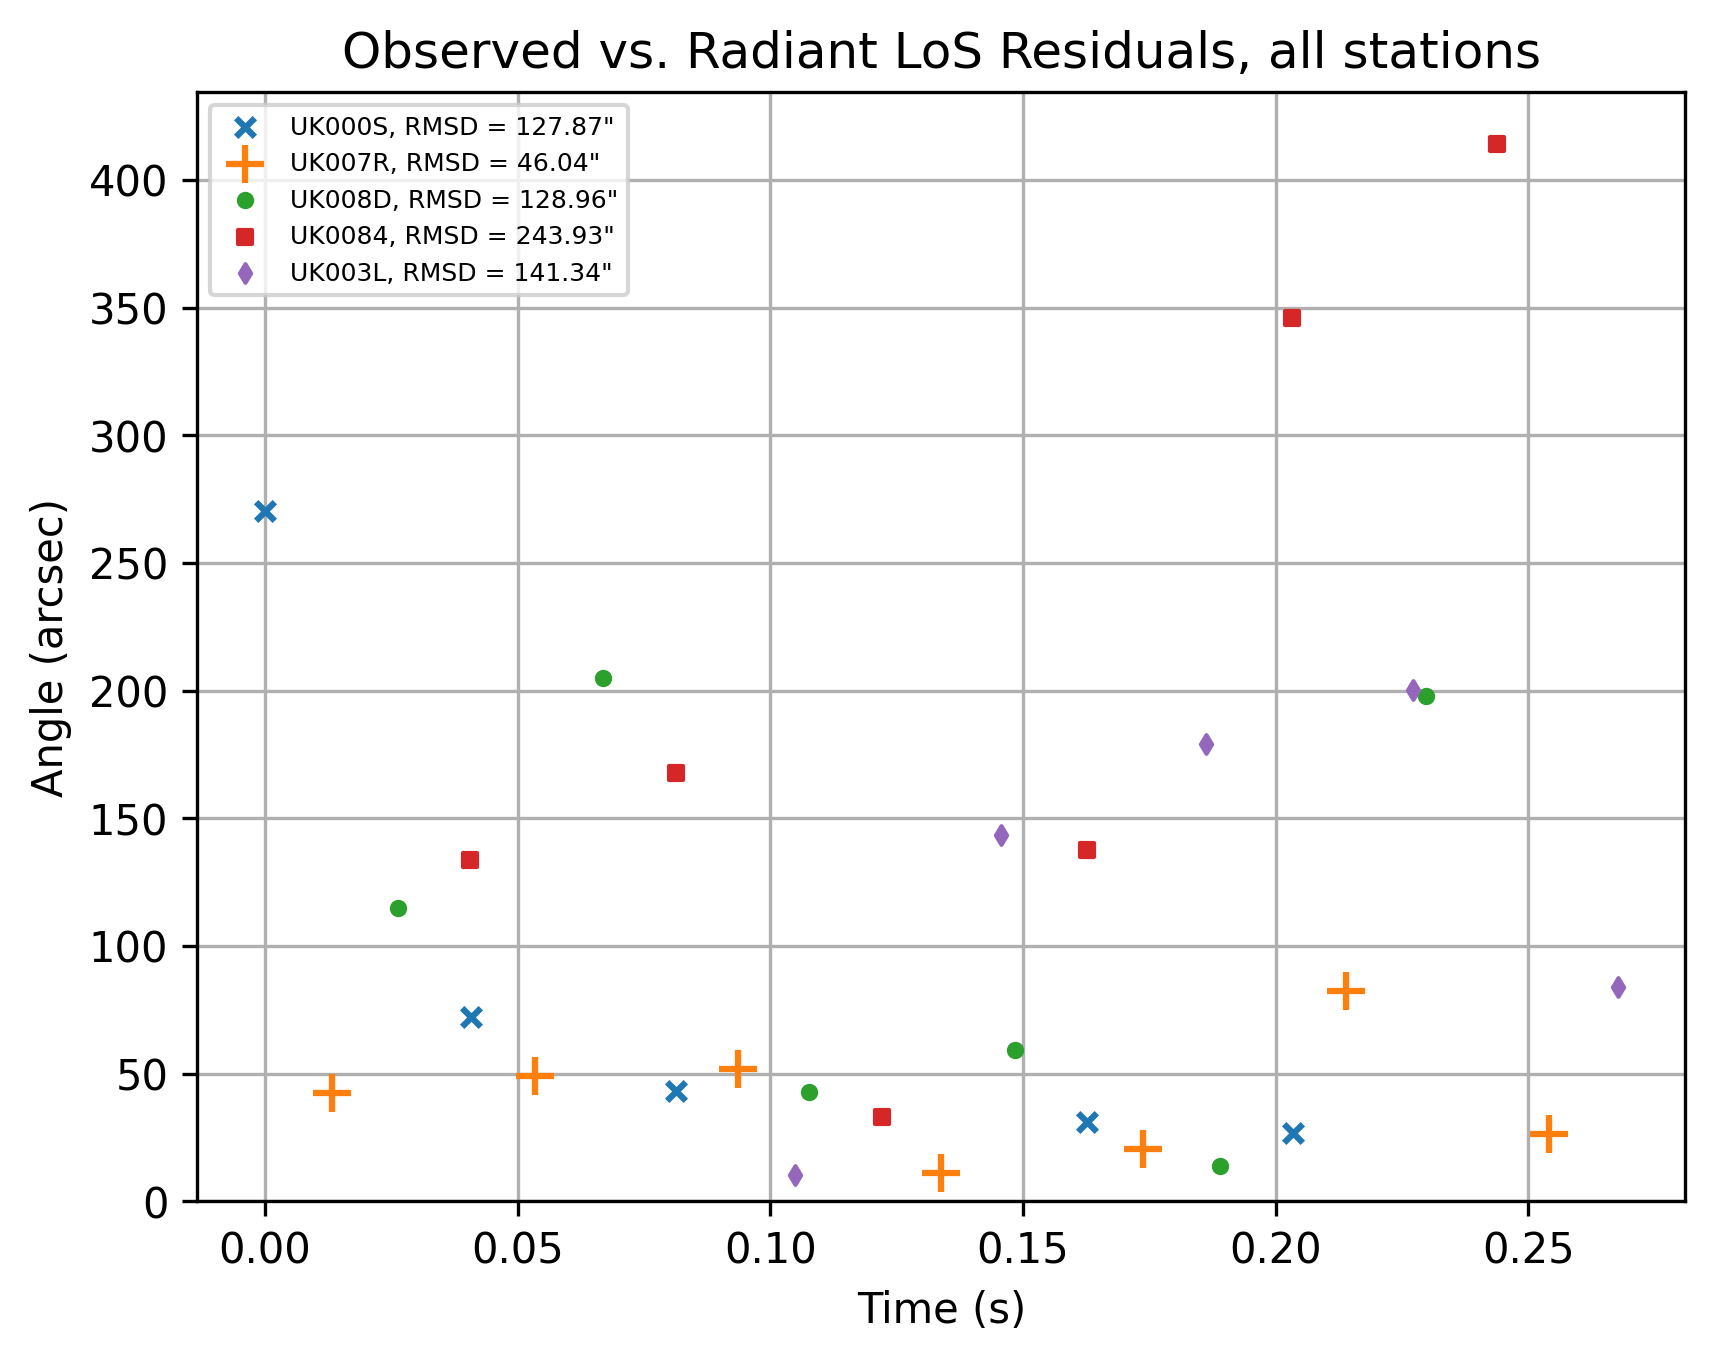 Observed vs. Radiant LoS Residuals, all stations
UK000S, RMSD = 127.87"
UK007R, RMSD = 46.04"
UK008D, RMSD = 128.96"
UK0084, RMSD = 243.93"
UK003L, RMSD = 141.34"
400
350
300
250
200
150
100
50
0
Angle (arcsec)
0.00 0.05 0.10 0.15 0.20 0.25
Time (s)